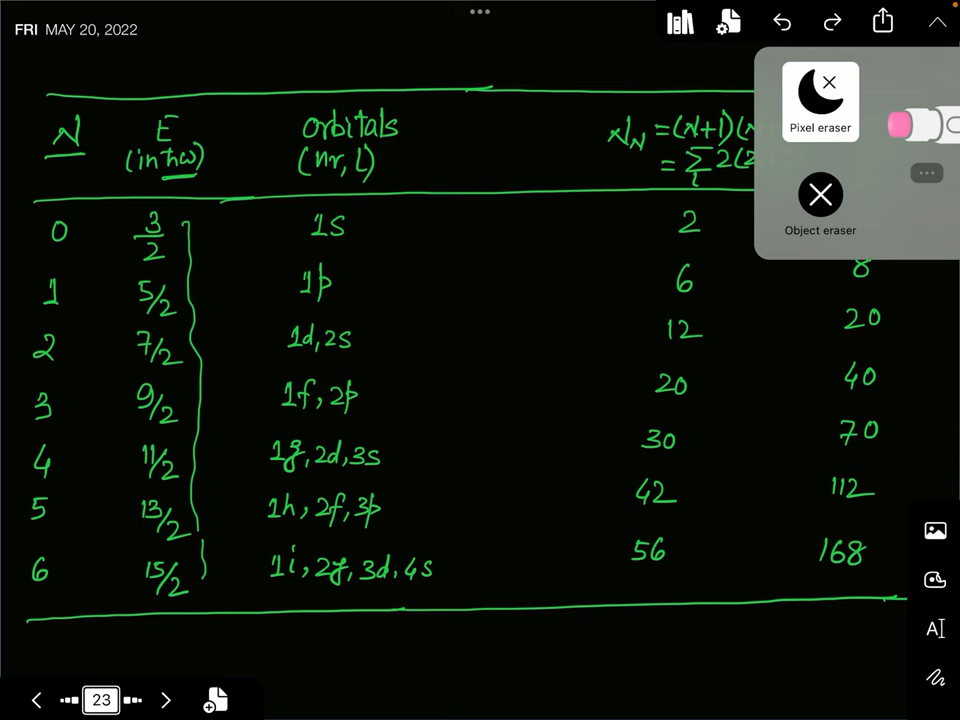 FRI MAY 20, 2022
N E Orbitals N_N = (N+1)(N
(in ħω) (nr, l) = Σ_l 2(2
0 3/2 1s 2
1 5/2 1p 6 8
2 7/2 1d, 2s 12 20
3 9/2 1f, 2p 20 40
4 11/2 1g, 2d, 3s 30 70
5 13/2 1h, 2f, 3p 42 112
6 15/2 1i, 2g, 3d, 4s 56 168
Pixel eraser
Object eraser
23
A